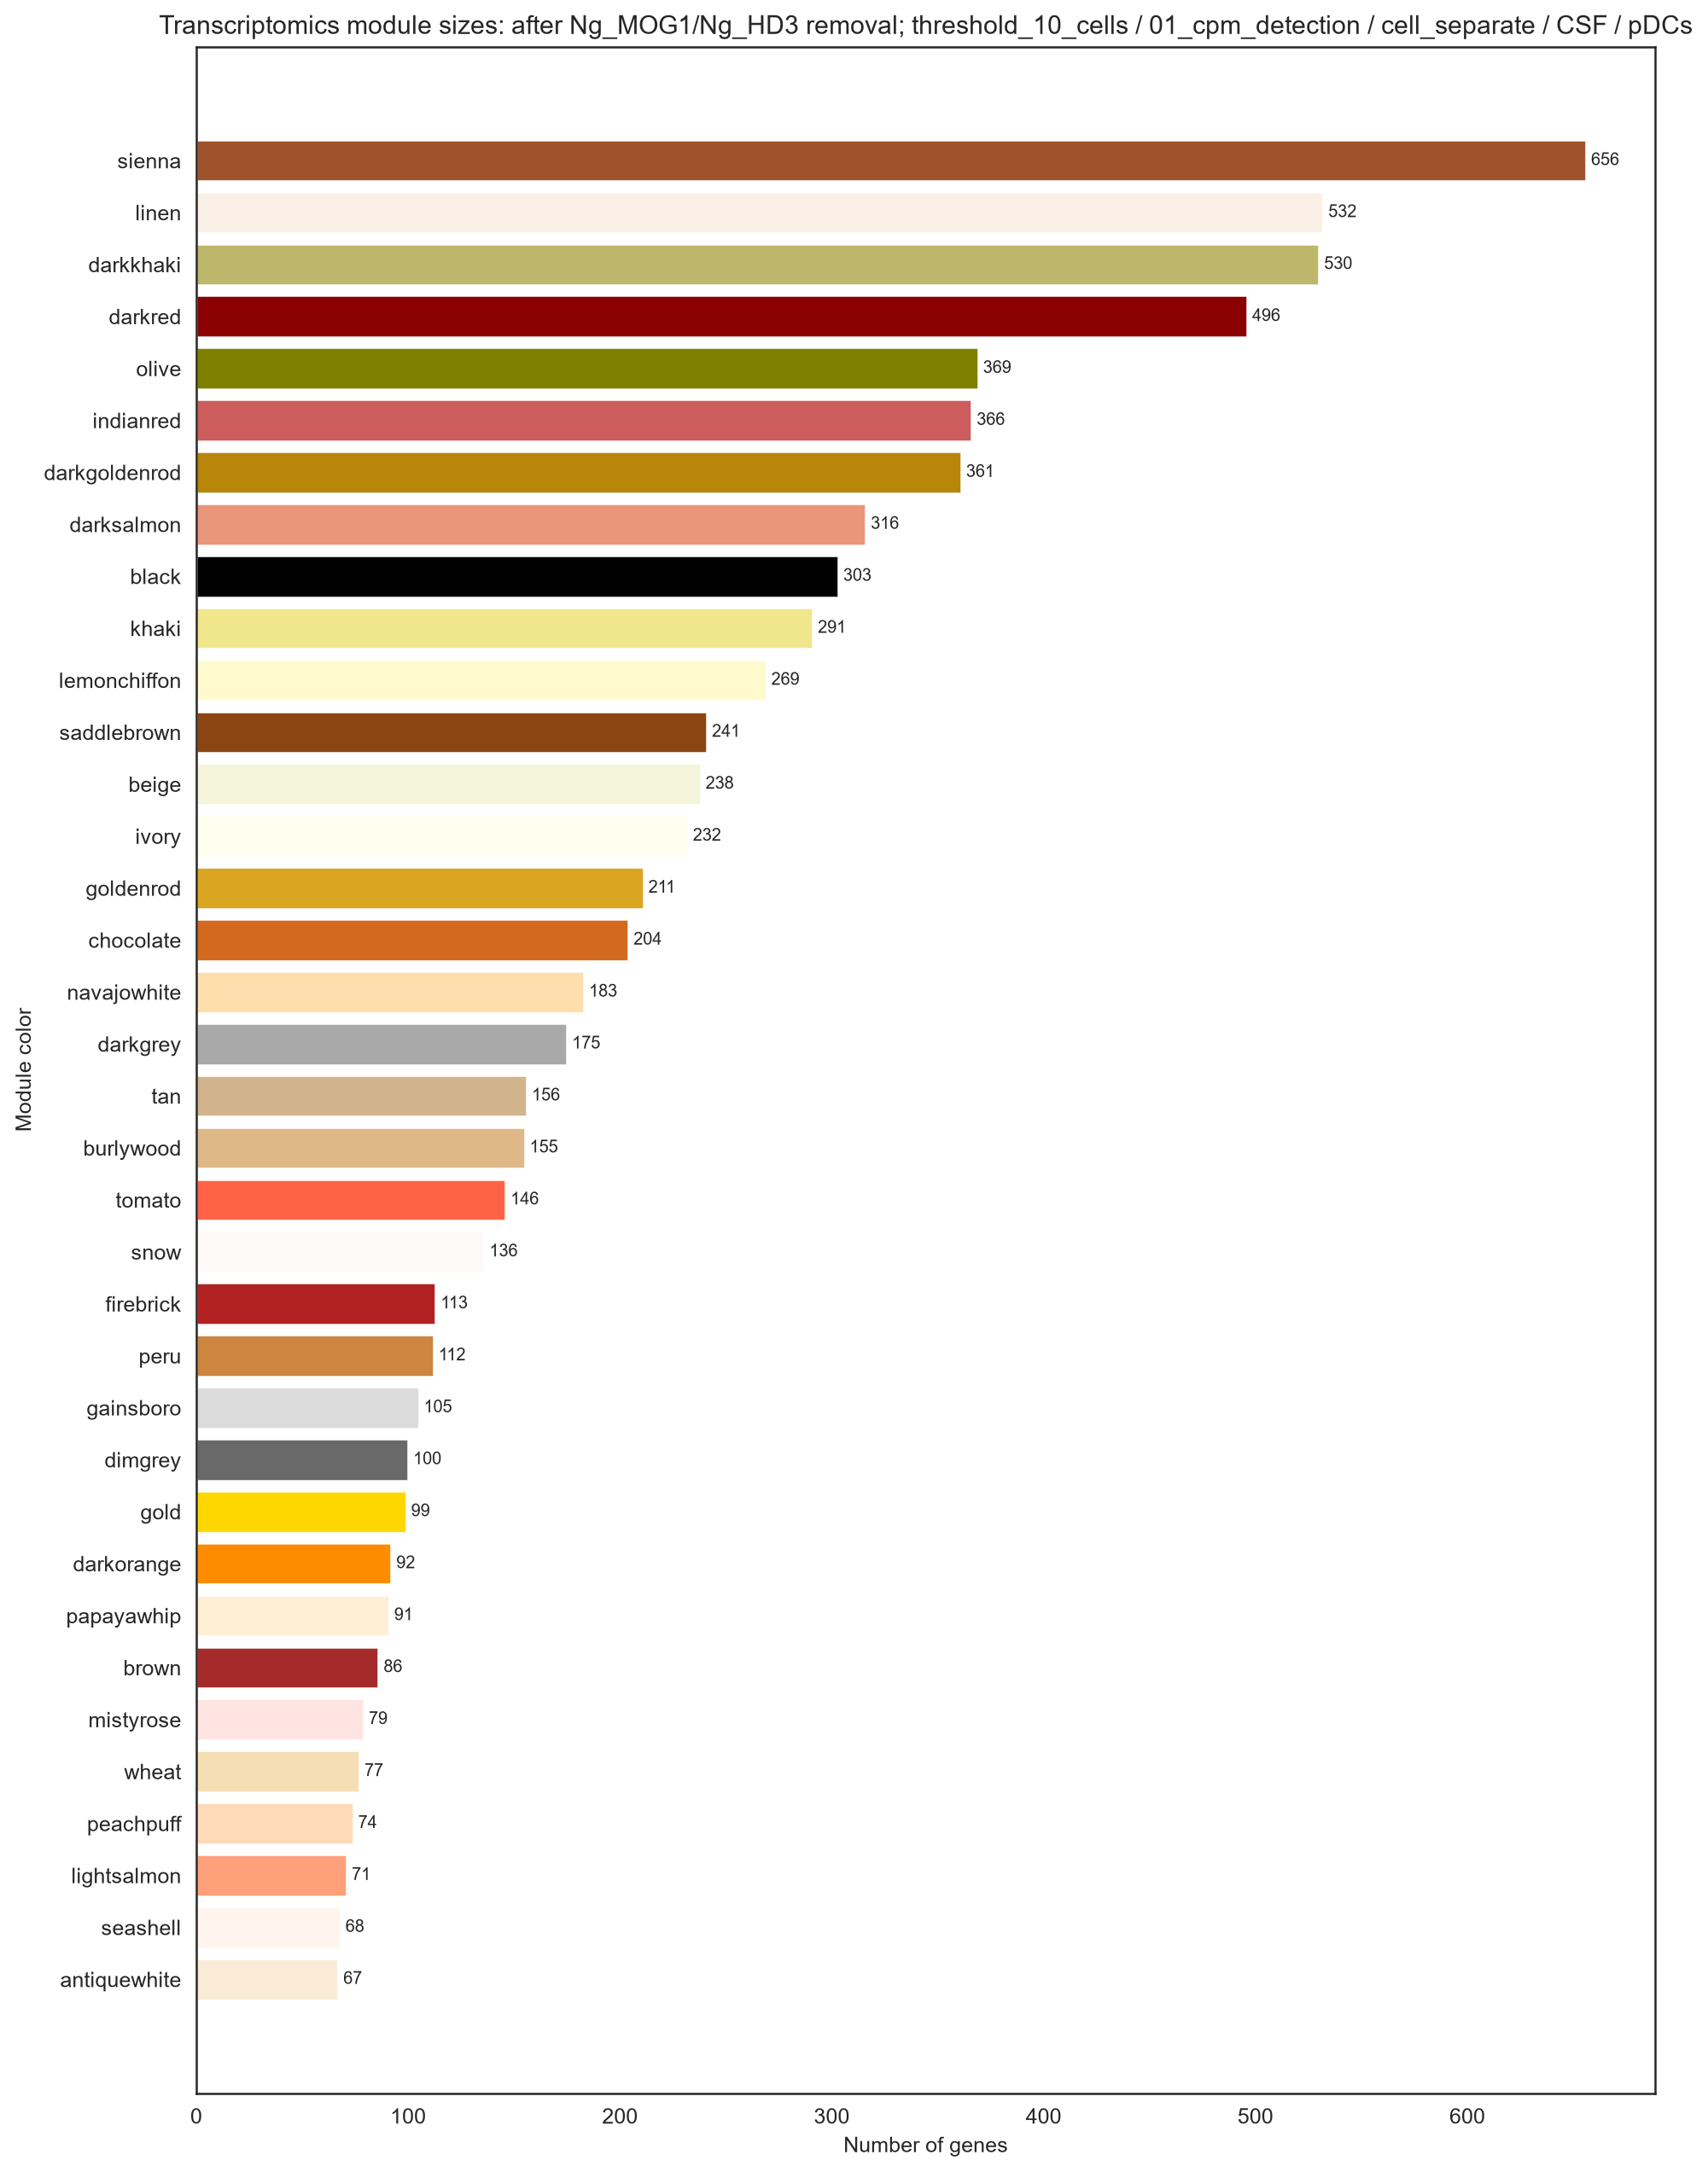 Transcriptomics module sizes: after Ng_MOG1/Ng_HD3 removal; threshold_10_cells / 01_cpm_detection / cell_separate / CSF / pDCs
sienna 656
linen 532
darkkhaki 530
darkred 496
olive 369
indianred 366
darkgoldenrod 361
darksalmon 316
black 303
khaki 291
lemonchiffon 269
saddlebrown 241
beige 238
ivory 232
goldenrod 211
chocolate 204
navajowhite 183
darkgrey 175
tan 156
burlywood 155
tomato 146
snow 136
firebrick 113
peru 112
gainsboro 105
dimgrey 100
gold 99
darkorange 92
papayawhip 91
brown 86
mistyrose 79
wheat 77
peachpuff 74
lightsalmon 71
seashell 68
antiquewhite 67
Module color
0 100 200 300 400 500 600
Number of genes